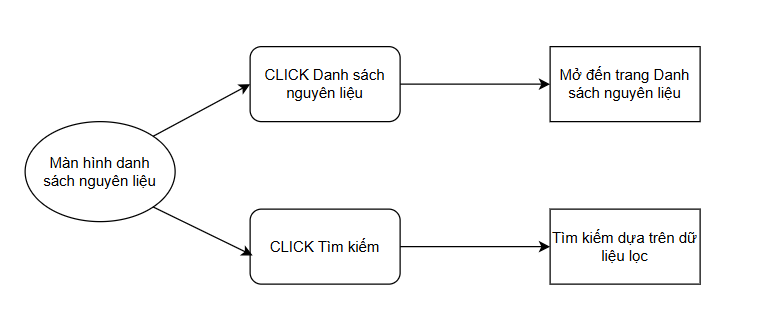 CLICK Danh sách
nguyên liệu
Mở đến trang Danh
sách nguyên liệu
Màn hình danh
sách nguyên liệu
CLICK Tìm kiếm
Tìm kiếm dựa trên dữ
liệu lọc